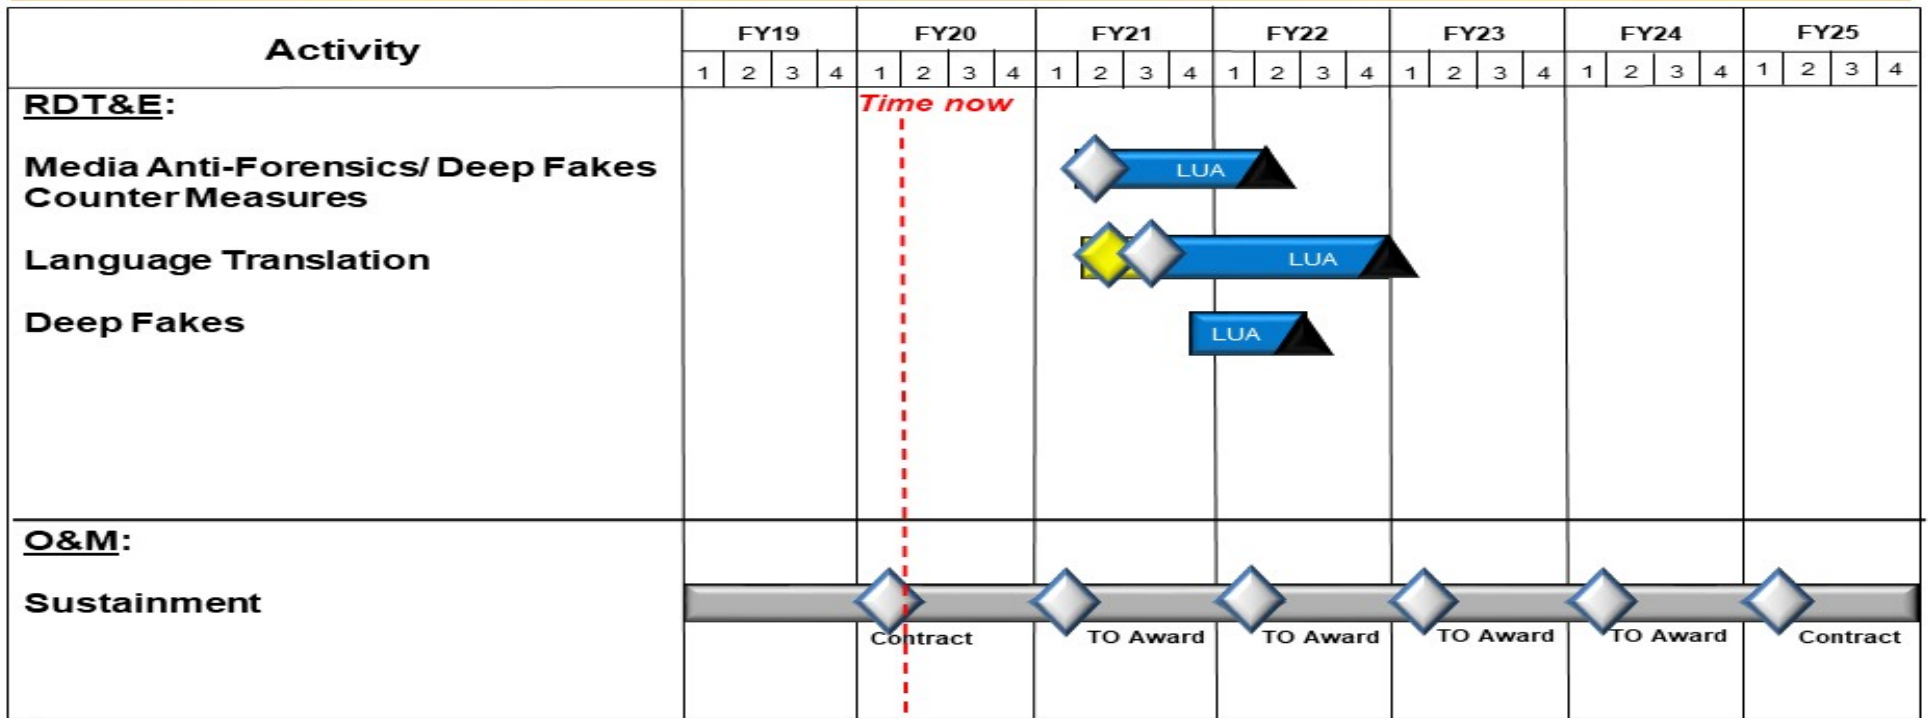 Activity
FY19 FY20 FY21 FY22 FY23 FY24 FY25
1 2 3 4 1 2 3 4 1 2 3 4 1 2 3 4 1 2 3 4 1 2 3 4 1 2 3 4
RDT&E:
Time now
Media Anti-Forensics/ Deep Fakes
Counter Measures
LUA
Language Translation
LUA
Deep Fakes
LUA
O&M:
Sustainment
Contract TO Award TO Award TO Award TO Award Contract